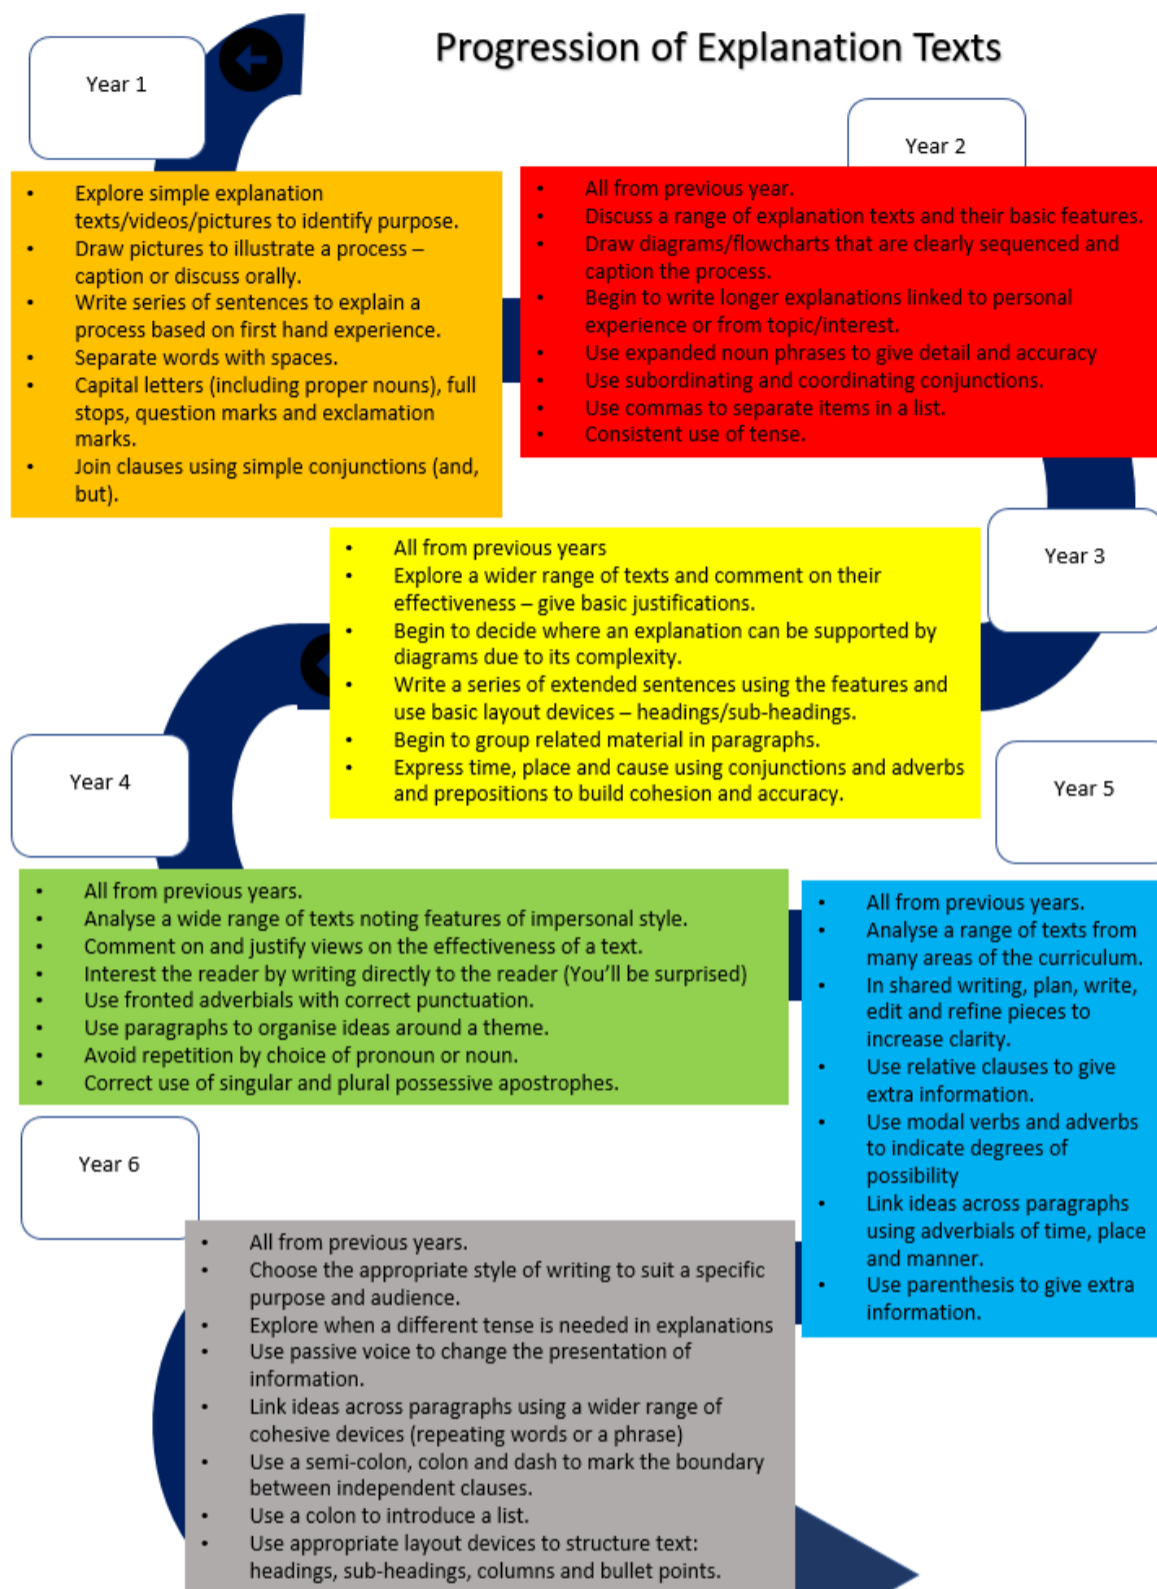 Progression of Explanation Texts
Year 1
• Explore simple explanation
texts/videos/pictures to identify purpose.
• Draw pictures to illustrate a process –
caption or discuss orally.
• Write series of sentences to explain a
process based on first hand experience.
• Separate words with spaces.
• Capital letters (including proper nouns), full
stops, question marks and exclamation
marks.
• Join clauses using simple conjunctions (and,
but).
Year 2
• All from previous year.
• Discuss a range of explanation texts and their basic features.
• Draw diagrams/flowcharts that are clearly sequenced and
caption the process.
• Begin to write longer explanations linked to personal
experience or from topic/interest.
• Use expanded noun phrases to give detail and accuracy
• Use subordinating and coordinating conjunctions.
• Use commas to separate items in a list.
• Consistent use of tense.
Year 3
• All from previous years
• Explore a wider range of texts and comment on their
effectiveness – give basic justifications.
• Begin to decide where an explanation can be supported by
diagrams due to its complexity.
• Write a series of extended sentences using the features and
use basic layout devices – headings/sub-headings.
• Begin to group related material in paragraphs.
• Express time, place and cause using conjunctions and adverbs
and prepositions to build cohesion and accuracy.
Year 4
• All from previous years.
• Analyse a wide range of texts noting features of impersonal style.
• Comment on and justify views on the effectiveness of a text.
• Interest the reader by writing directly to the reader (You'll be surprised)
• Use fronted adverbials with correct punctuation.
• Use paragraphs to organise ideas around a theme.
• Avoid repetition by choice of pronoun or noun.
• Correct use of singular and plural possessive apostrophes.
Year 5
• All from previous years.
• Analyse a range of texts from
many areas of the curriculum.
• In shared writing, plan, write,
edit and refine pieces to
increase clarity.
• Use relative clauses to give
extra information.
• Use modal verbs and adverbs
to indicate degrees of
possibility
• Link ideas across paragraphs
using adverbials of time, place
and manner.
• Use parenthesis to give extra
information.
Year 6
• All from previous years.
• Choose the appropriate style of writing to suit a specific
purpose and audience.
• Explore when a different tense is needed in explanations
• Use passive voice to change the presentation of
information.
• Link ideas across paragraphs using a wider range of
cohesive devices (repeating words or a phrase)
• Use a semi-colon, colon and dash to mark the boundary
between independent clauses.
• Use a colon to introduce a list.
• Use appropriate layout devices to structure text:
headings, sub-headings, columns and bullet points.